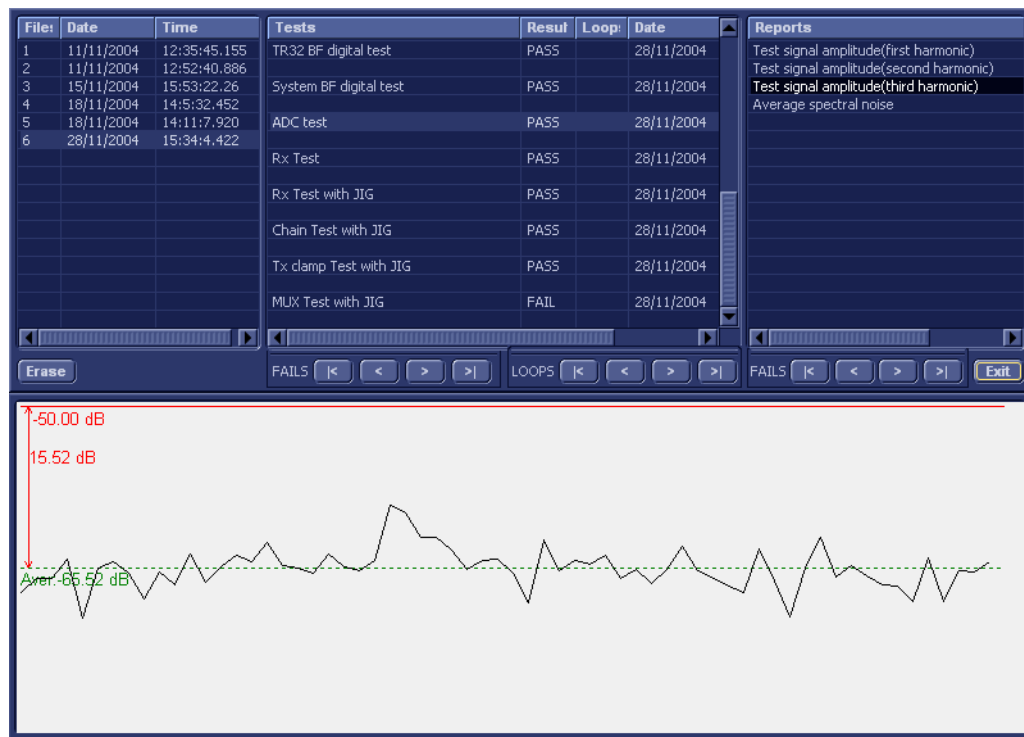 File: Date Time
1 11/11/2004 12:35:45.155
2 11/11/2004 12:52:40.886
3 15/11/2004 15:53:22.26
4 18/11/2004 14:5:32.452
5 18/11/2004 14:11:7.920
6 28/11/2004 15:34:4.422
Erase
Tests Resul Loop: Date
TR32 BF digital test PASS 28/11/2004
System BF digital test PASS 28/11/2004
ADC test PASS 28/11/2004
Rx Test PASS 28/11/2004
Rx Test with JIG PASS 28/11/2004
Chain Test with JIG PASS 28/11/2004
Tx clamp Test with JIG PASS 28/11/2004
MUX Test with JIG FAIL 28/11/2004
FAILS |< < > >| LOOPS |< < > >|
Reports
Test signal amplitude(first harmonic)
Test signal amplitude(second harmonic)
Test signal amplitude(third harmonic)
Average spectral noise
FAILS |< < > >| Exit
-50.00 dB
15.52 dB
Aver.-65.52 dB